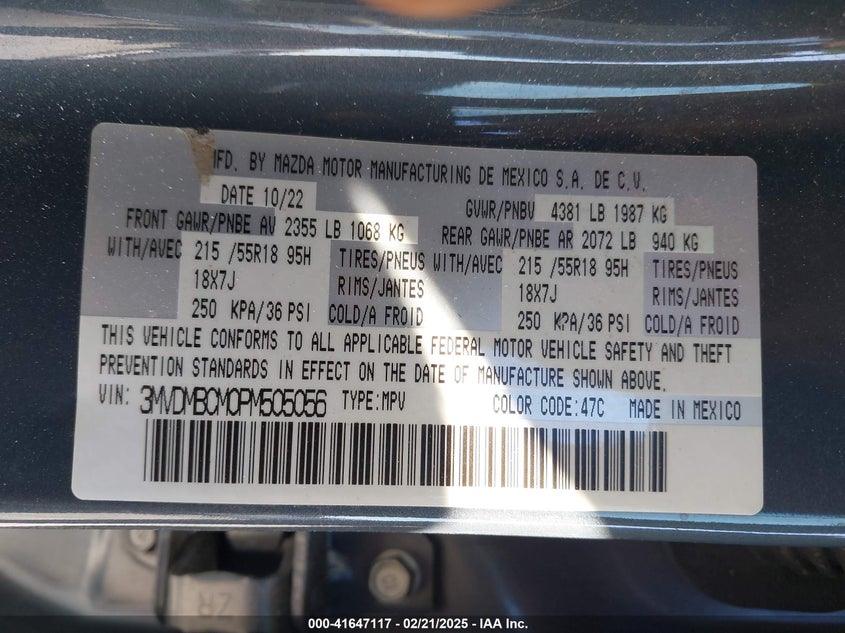 MFD. BY MAZDA MOTOR MANUFACTURING DE MEXICO S.A. DE C.V.
DATE 10/22 GVWR/PNBV 4381 LB 1987 KG
FRONT GAWR/PNBE AV 2355 LB 1068 KG REAR GAWR/PNBE AR 2072 LB 940 KG
WITH/AVEC 215 /55R18 95H TIRES/PNEUS WITH/AVEC 215 /55R18 95H TIRES/PNEUS
18X7J RIMS/JANTES 18X7J RIMS/JANTES
250 KPA/36 PSI COLD/A FROID 250 KPA/36 PSI COLD/A FROID
THIS VEHICLE CONFORMS TO ALL APPLICABLE FEDERAL MOTOR VEHICLE SAFETY AND THEFT
PREVENTION STANDARDS IN EFFECT ON THE DATE OF MANUFACTURE SHOWN ABOVE.
VIN: 3MVDMBCM0PM505056 TYPE:MPV COLOR CODE:47C MADE IN MEXICO
ZR
000-41647117 - 02/21/2025 - IAA Inc.